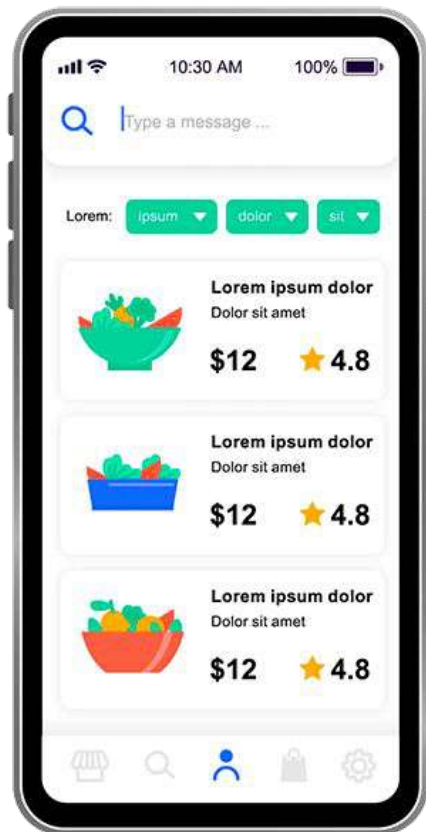 10:30 AM 100%
Type a message ...
Lorem: ipsum dolor sit
Lorem ipsum dolor
Dolor sit amet
$12 4.8
Lorem ipsum dolor
Dolor sit amet
$12 4.8
Lorem ipsum dolor
Dolor sit amet
$12 4.8